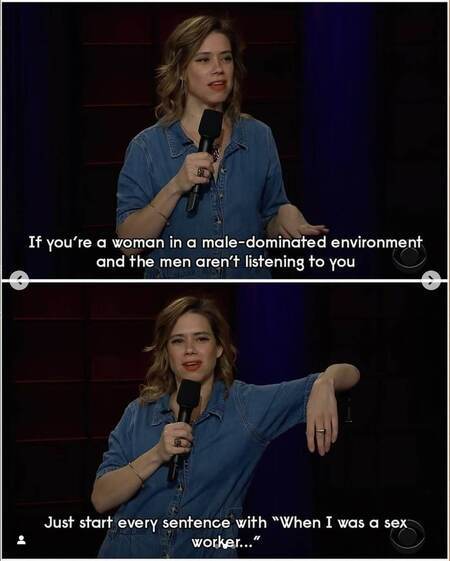 If you're a woman in a male-dominated environment
and the men aren't listening to you
Just start every sentence with "When I was a sex
worker..."